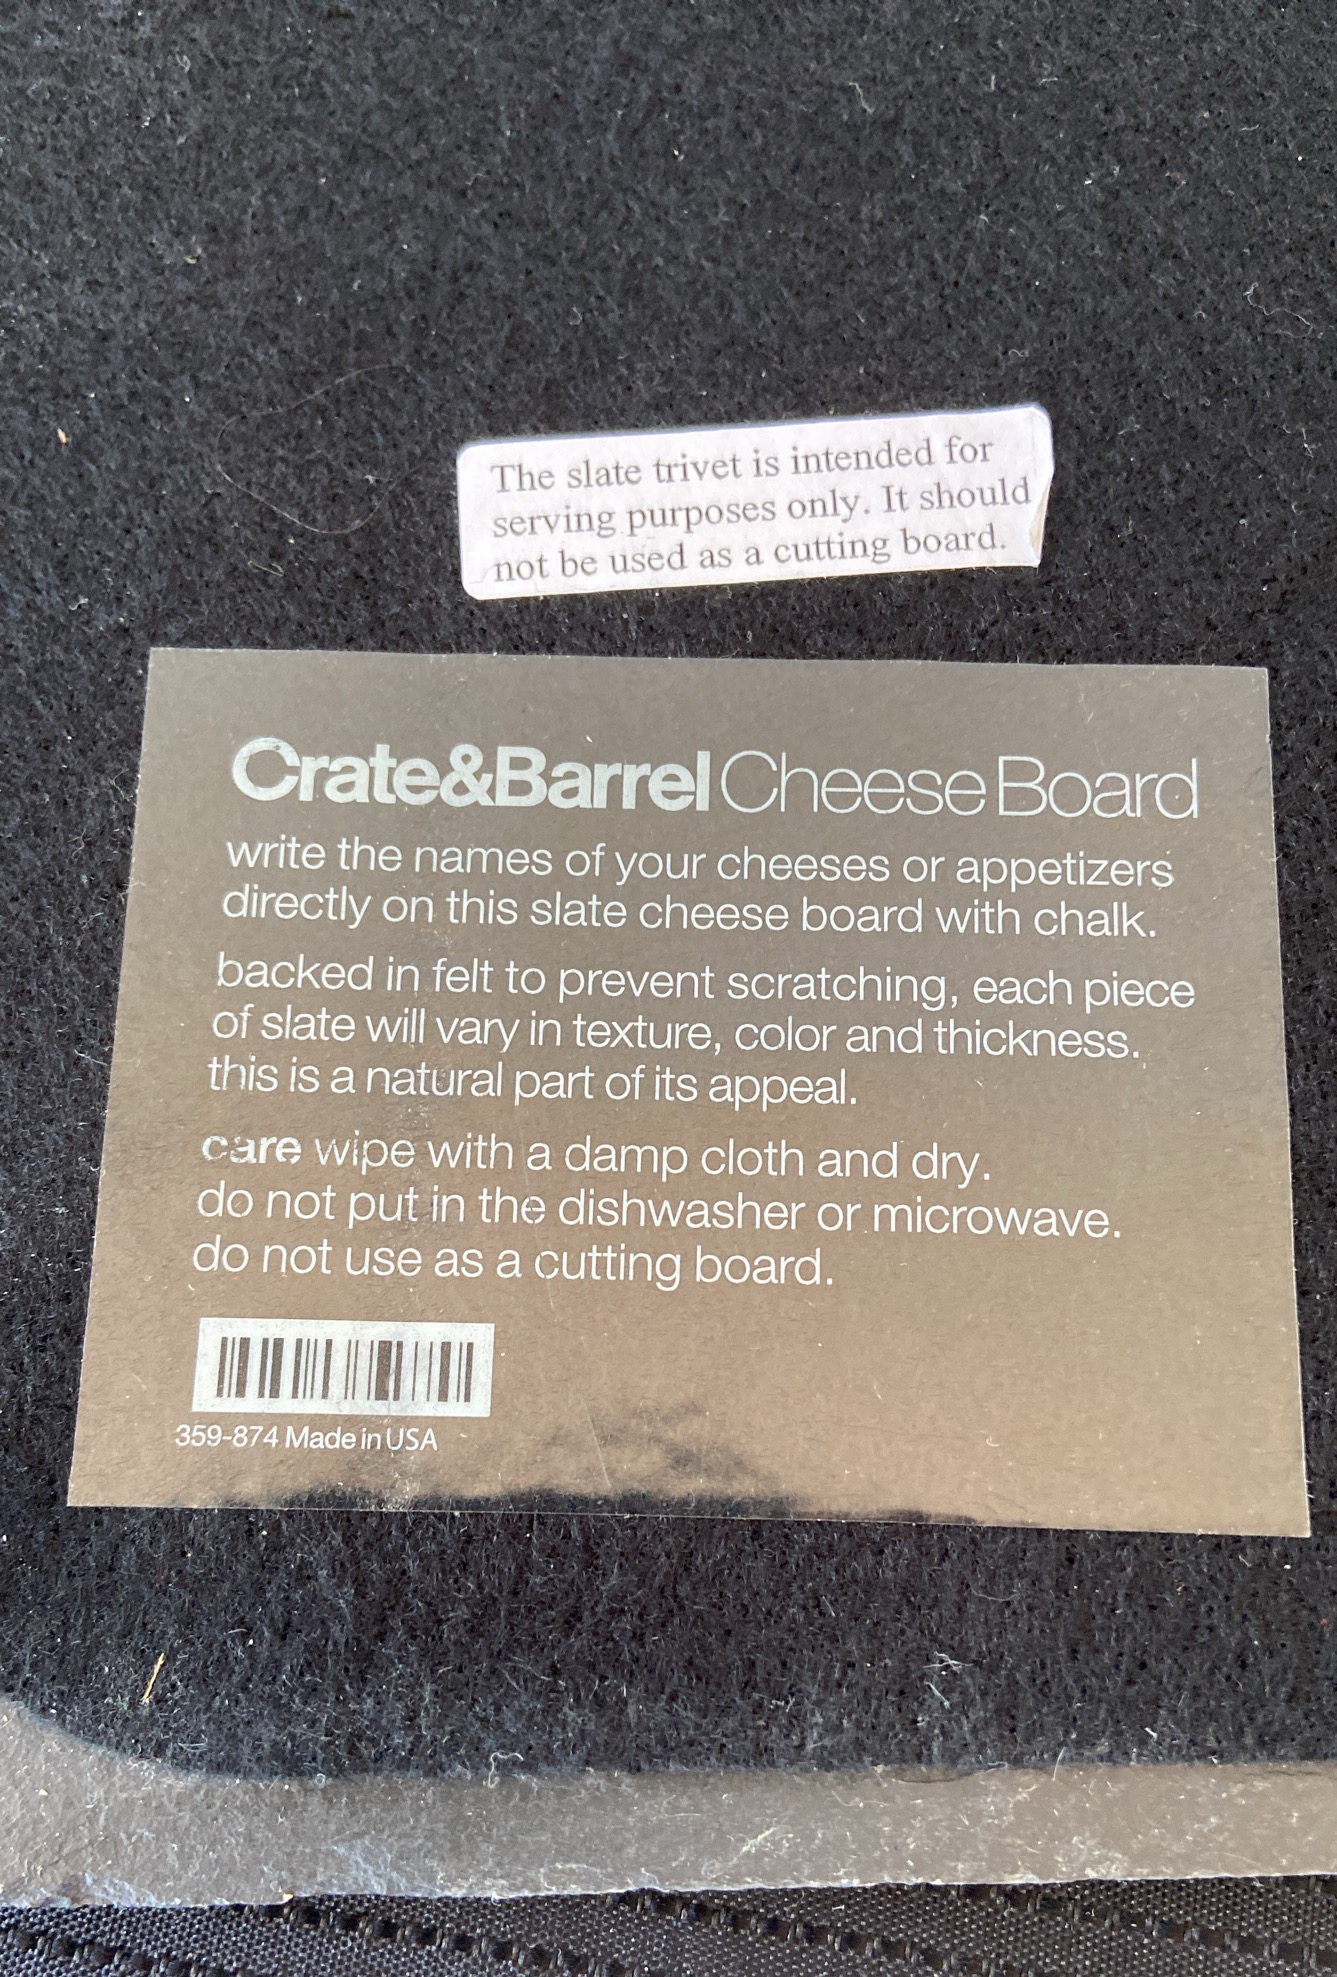 The slate trivet is intended for
serving purposes only. It should
not be used as a cutting board.
Crate&Barrel Cheese Board
write the names of your cheeses or appetizers
directly on this slate cheese board with chalk.
backed in felt to prevent scratching, each piece
of slate will vary in texture, color and thickness.
this is a natural part of its appeal.
care wipe with a damp cloth and dry.
do not put in the dishwasher or microwave.
do not use as a cutting board.
359-874 Made in USA